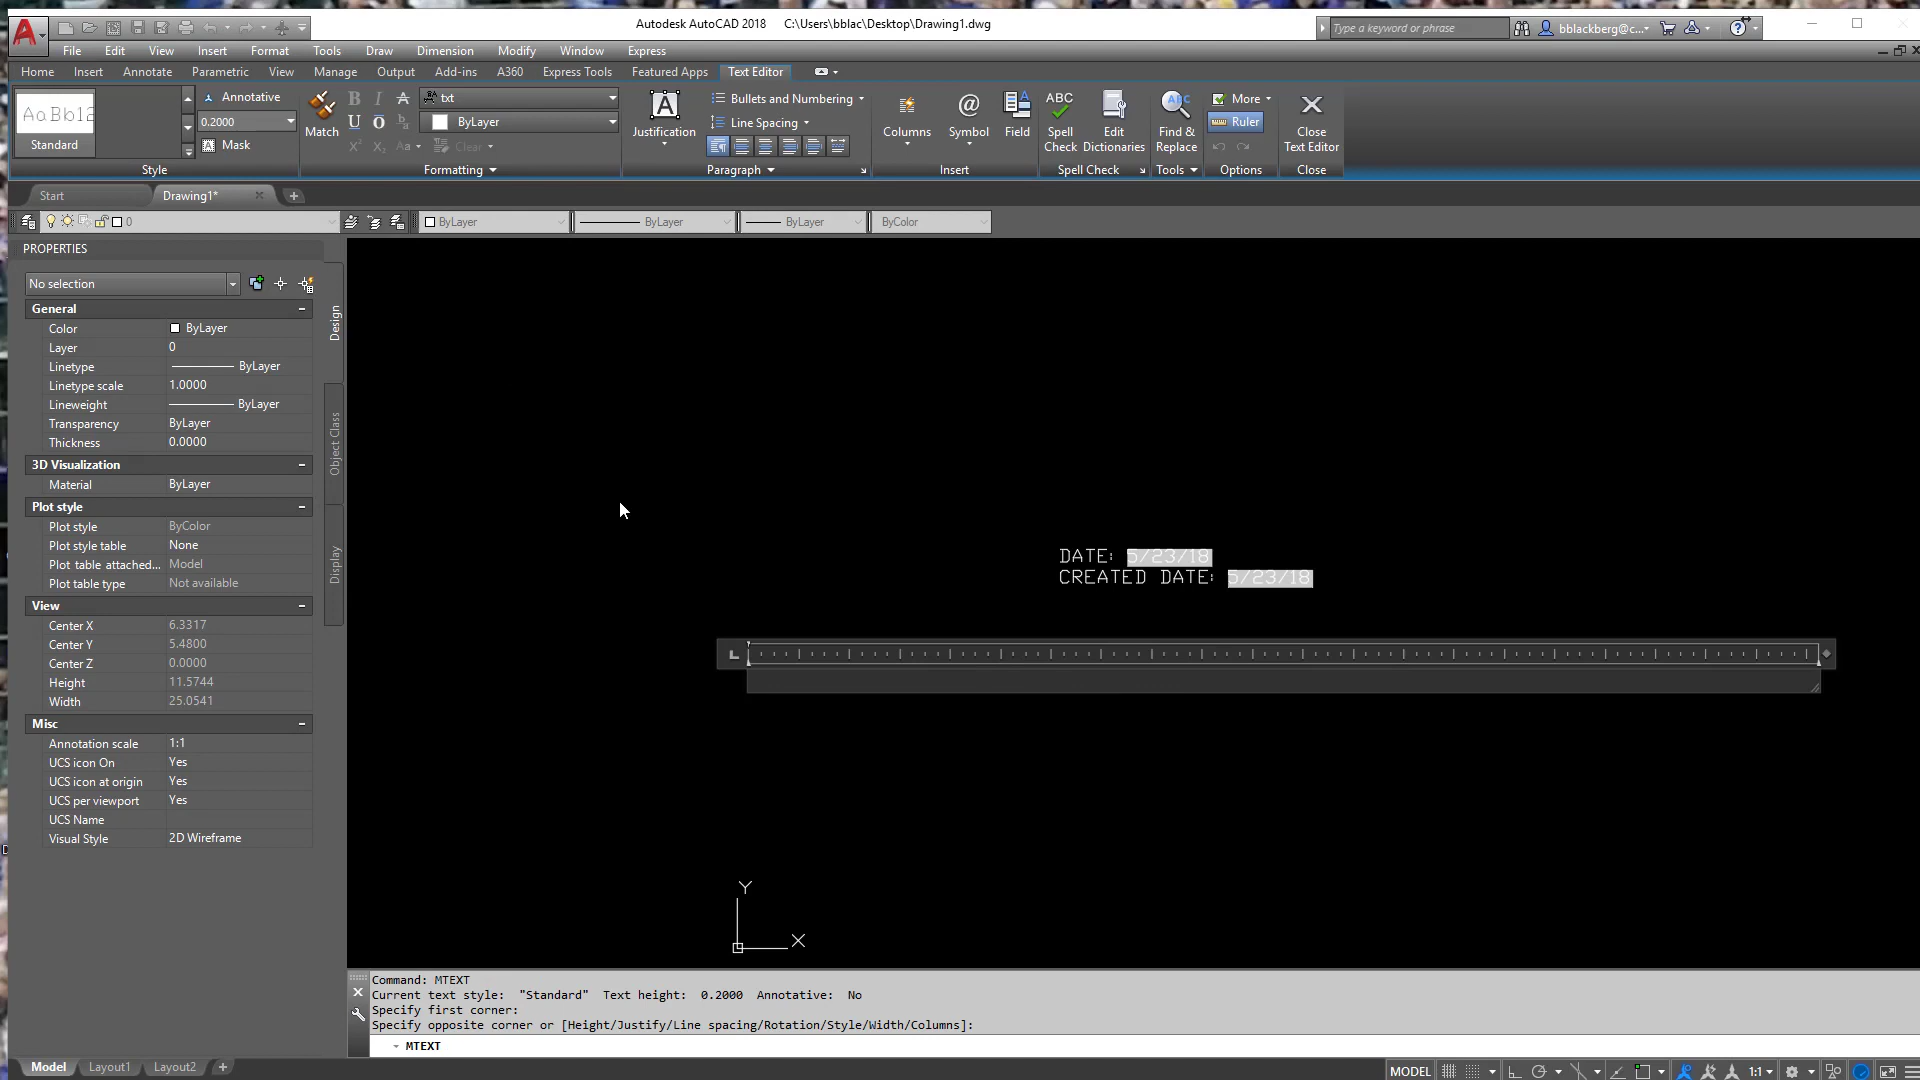 Autodesk AutoCAD 2018 C:\Users\bblac\Desktop\Drawing1.dwg
Type a keyword or phrase
bblackberg@c...
File Edit View Insert Format Tools Draw Dimension Modify Window Express
Home Insert Annotate Parametric View Manage Output Add-ins A360 Express Tools Featured Apps Text Editor
AaBb12
Standard
Annotative
0.2000
Mask
Style
Match
txt
ByLayer
Aa
Clear
Formatting
Justification
Bullets and Numbering
Line Spacing
Paragraph
Columns
Symbol
Field
Insert
Spell Check
Edit Dictionaries
Spell Check
Find & Replace
Tools
More
Ruler
Options
Close Text Editor
Close
Start Drawing1*
0 ByLayer ByLayer ByLayer ByColor
PROPERTIES
No selection
General
Color ByLayer
Layer 0
Linetype ByLayer
Linetype scale 1.0000
Lineweight ByLayer
Transparency ByLayer
Thickness 0.0000
3D Visualization
Material ByLayer
Plot style
Plot style ByColor
Plot style table None
Plot table attached... Model
Plot table type Not available
View
Center X 6.3317
Center Y 5.4800
Center Z 0.0000
Height 11.5744
Width 25.0541
Misc
Annotation scale 1:1
UCS icon On Yes
UCS icon at origin Yes
UCS per viewport Yes
UCS Name
Visual Style 2D Wireframe
Design
Object Class
Display
DATE: 5/23/18
CREATED DATE: 5/23/18
Y
X
Command: MTEXT
Current text style: "Standard" Text height: 0.2000 Annotative: No
Specify first corner:
Specify opposite corner or [Height/Justify/Line spacing/Rotation/Style/Width/Columns]:
MTEXT
Model Layout1 Layout2
MODEL 1:1